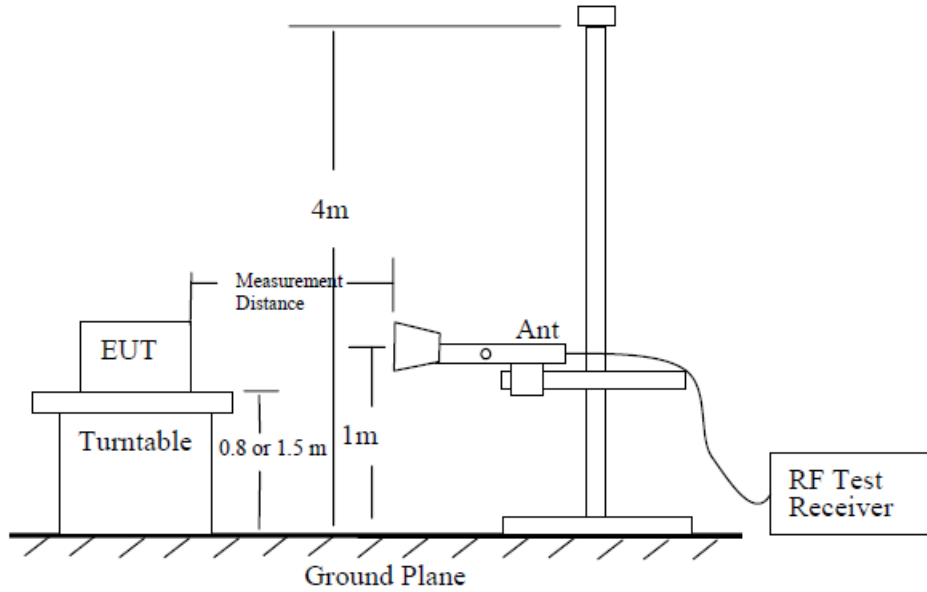 4m
Measurement
Distance
Ant
EUT
Turntable
0.8 or 1.5 m
1m
RF Test
Receiver
Ground Plane